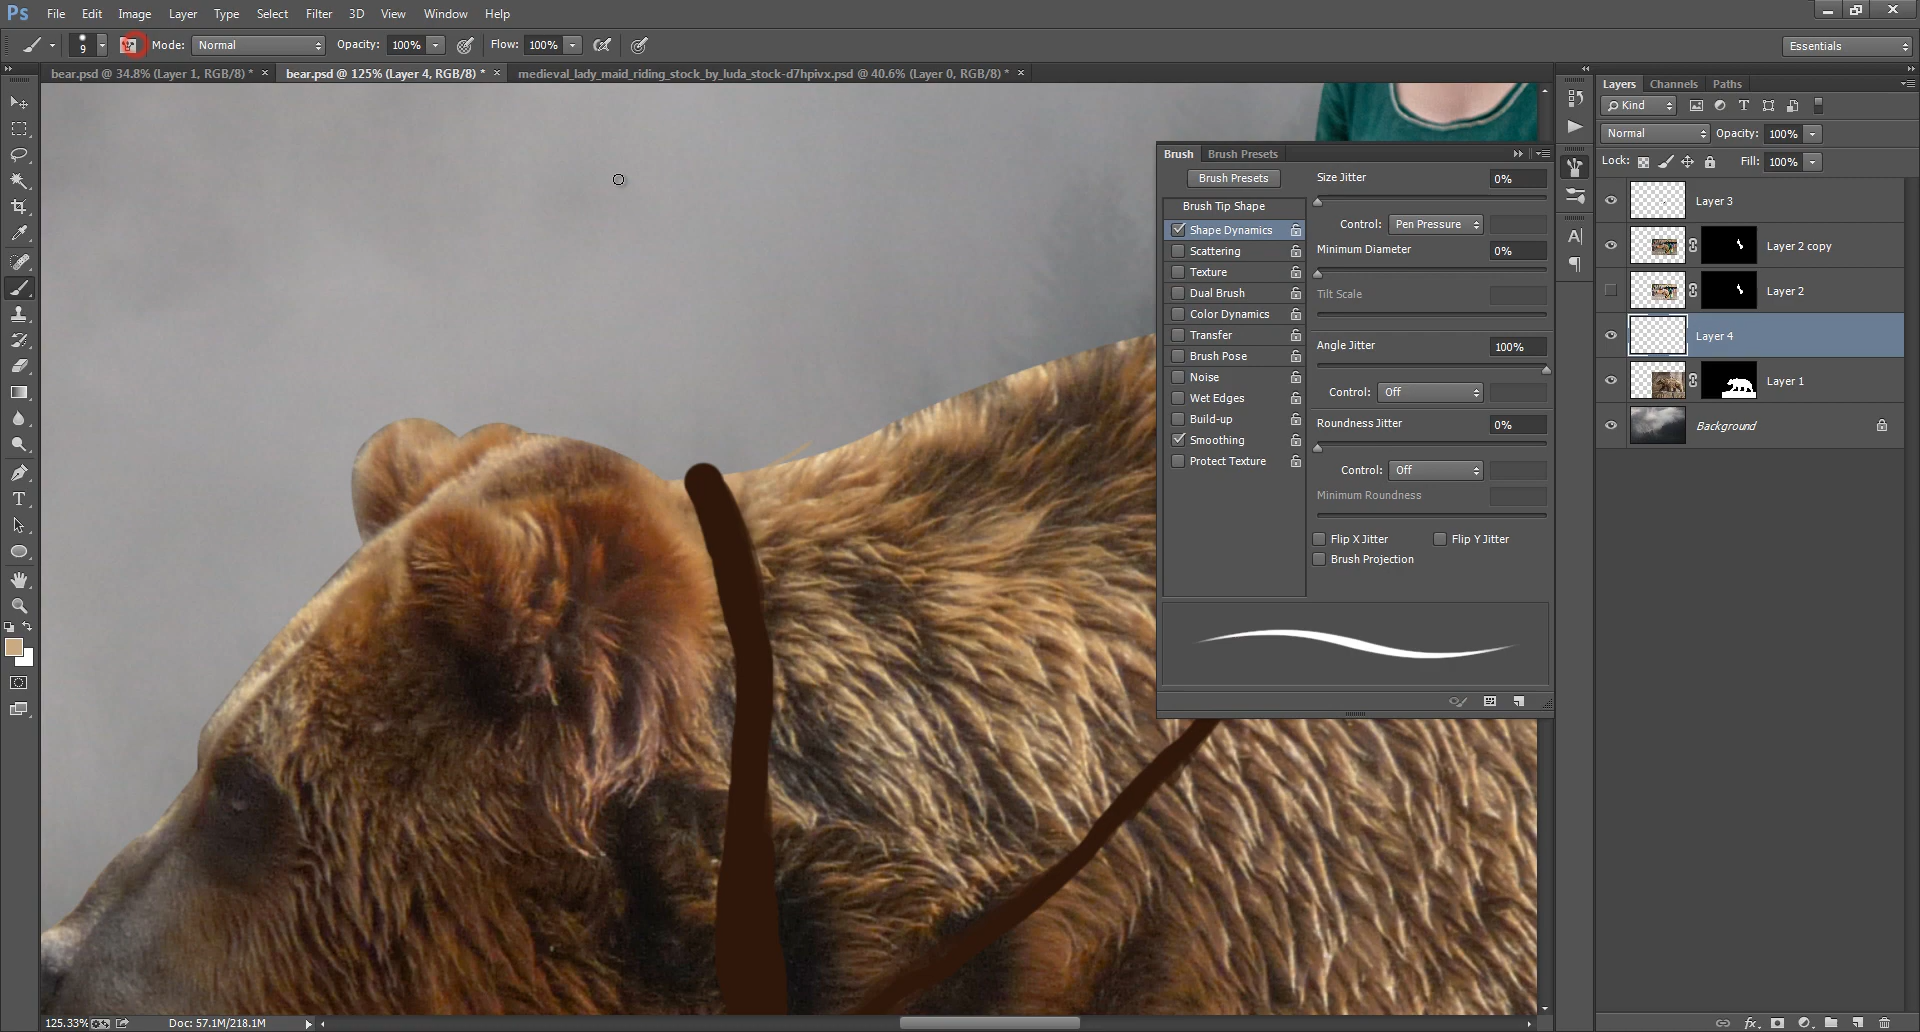 Ps File Edit Image Layer Type Select Filter 3D View Window Help
9 Mode: Normal Opacity: 100% Flow: 100% Essentials
bear.psd @ 34.8% (Layer 1, RGB/8) * × bear.psd @ 125% (Layer 4, RGB/8) * × medieval_lady_maid_riding_stock_by_luda_stock-d7hpivx.psd @ 40.6% (Layer 0, RGB/8) * ×
Layers Channels Paths
Kind
Normal Opacity: 100%
Lock: Fill: 100%
Layer 3
Layer 2 copy
Layer 2
Layer 4
Layer 1
Background
Brush Brush Presets
Brush Presets
Brush Tip Shape
Shape Dynamics
Scattering
Texture
Dual Brush
Color Dynamics
Transfer
Brush Pose
Noise
Wet Edges
Build-up
Smoothing
Protect Texture
Size Jitter 0%
Control: Pen Pressure
Minimum Diameter 0%
Tilt Scale
Angle Jitter 100%
Control: Off
Roundness Jitter 0%
Control: Off
Minimum Roundness
Flip X Jitter Flip Y Jitter
Brush Projection
125.33% Doc: 57.1M/218.1M